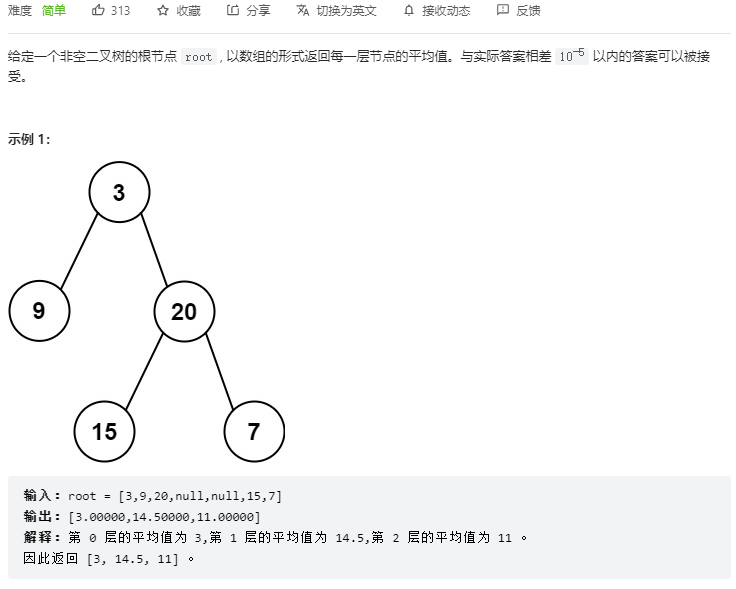 难度 简单 313 收藏 分享 切换为英文 接收动态 反馈
给定一个非空二叉树的根节点 root , 以数组的形式返回每一层节点的平均值。与实际答案相差 10⁻⁵ 以内的答案可以被接
受。
示例 1：
3
9 20
15 7
输入：root = [3,9,20,null,null,15,7]
输出：[3.00000,14.50000,11.00000]
解释：第 0 层的平均值为 3,第 1 层的平均值为 14.5,第 2 层的平均值为 11 。
因此返回 [3, 14.5, 11] 。